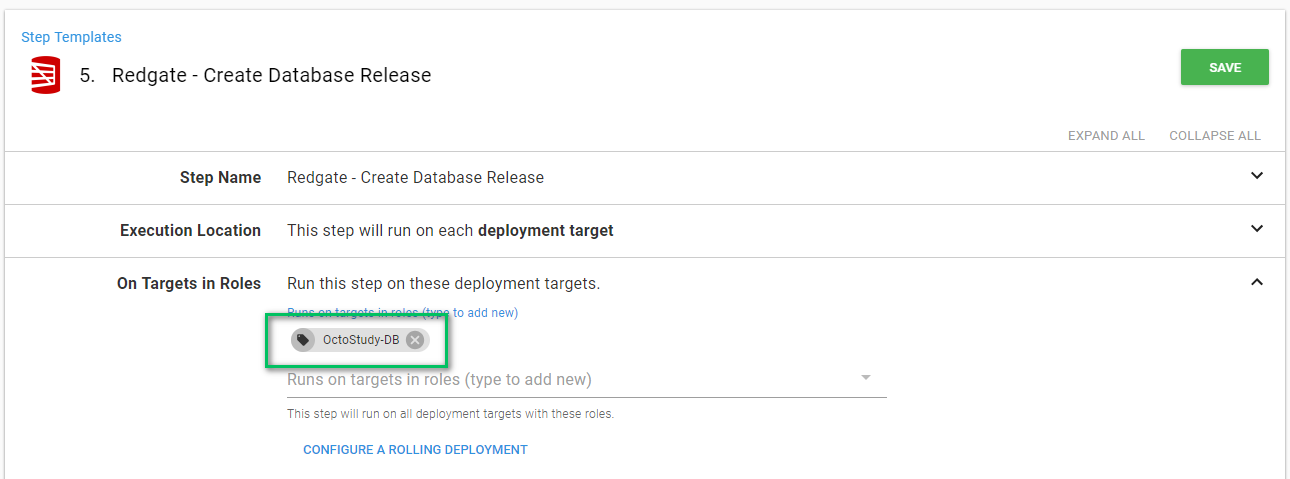 Step Templates
5. Redgate - Create Database Release
SAVE
EXPAND ALL COLLAPSE ALL
Step Name Redgate - Create Database Release
Execution Location This step will run on each deployment target
On Targets in Roles Run this step on these deployment targets.
Runs on targets in roles (type to add new)
OctoStudy-DB
Runs on targets in roles (type to add new)
This step will run on all deployment targets with these roles.
CONFIGURE A ROLLING DEPLOYMENT